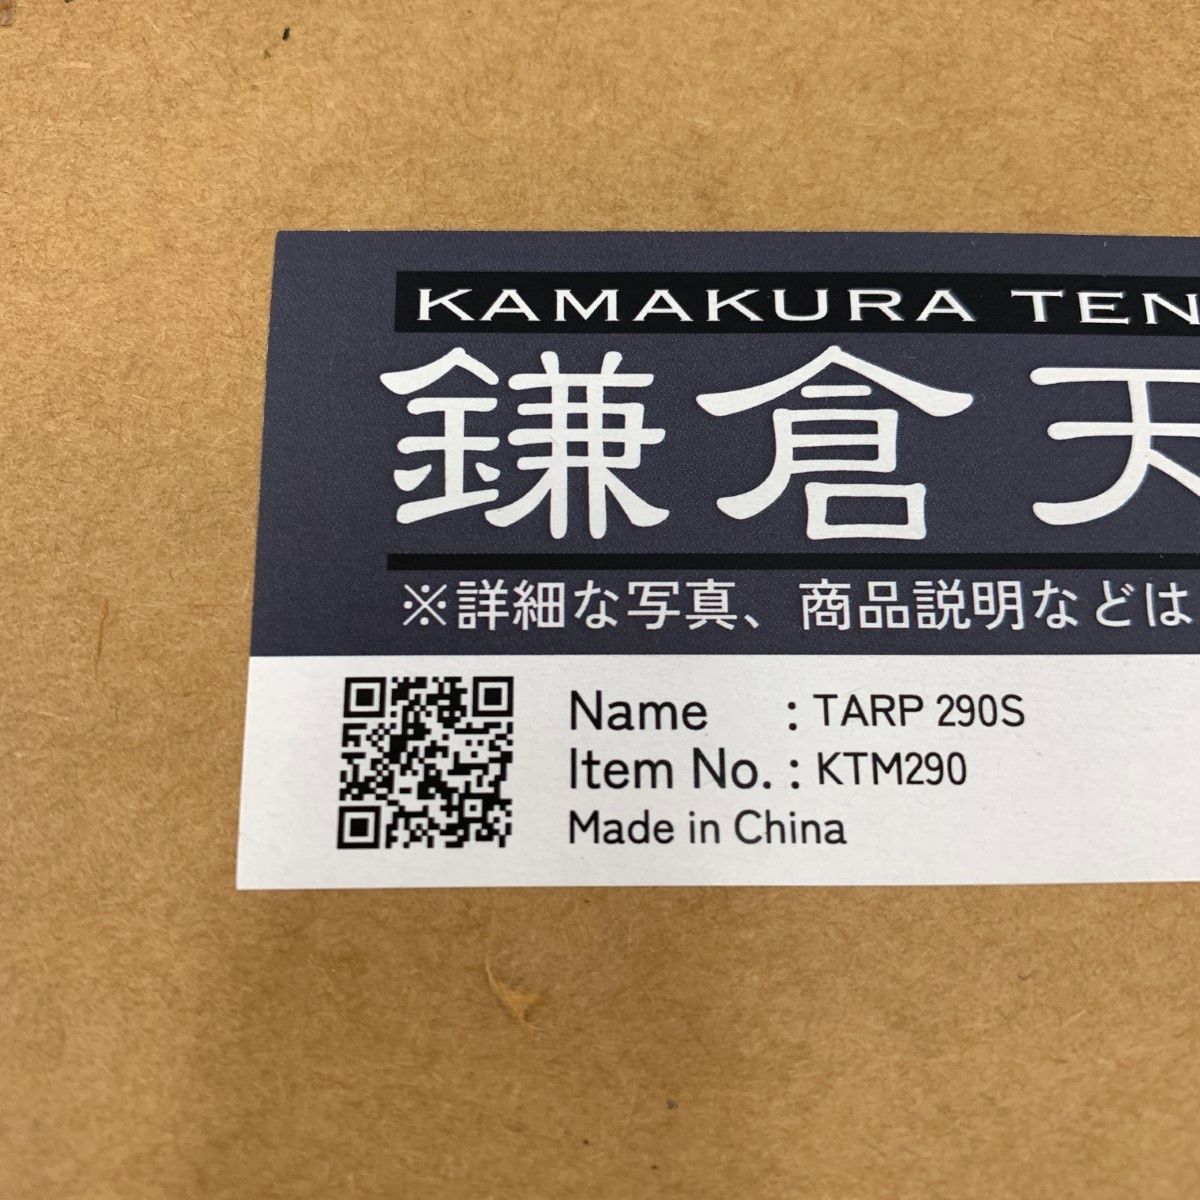 KAMAKURA TEN
鎌倉天
※詳細な写真、商品説明などは
Name : TARP 290S
Item No. : KTM290
Made in China